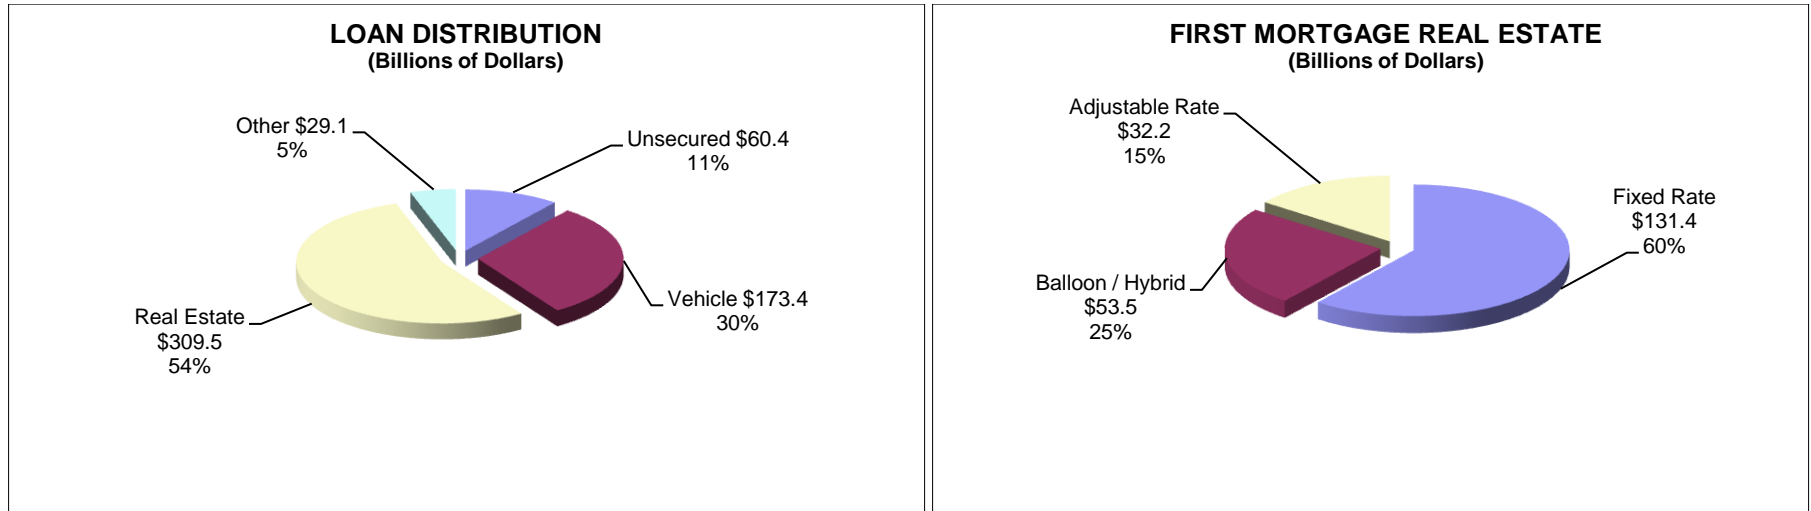 LOAN DISTRIBUTION
(Billions of Dollars)
Other $29.1
5%
Unsecured $60.4
11%
Vehicle $173.4
30%
Real Estate
$309.5
54%
FIRST MORTGAGE REAL ESTATE
(Billions of Dollars)
Adjustable Rate
$32.2
15%
Fixed Rate
$131.4
60%
Balloon / Hybrid
$53.5
25%